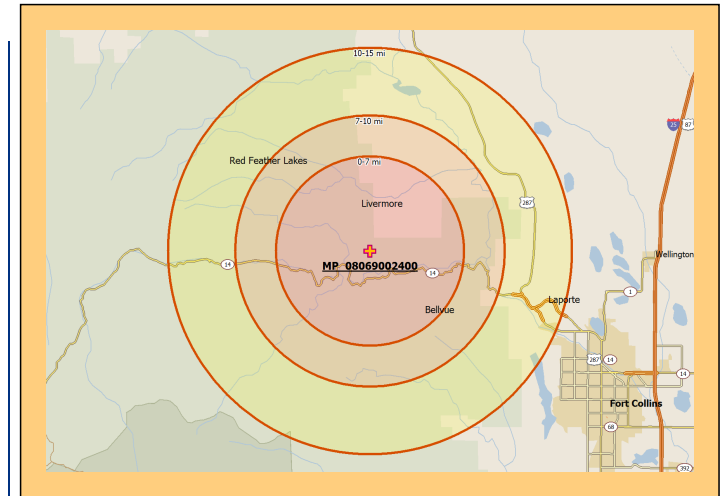 10-15 mi
7-10 mi
0-7 mi
25
87
Red Feather Lakes
Livermore
287
14
MP 08069002400
14
Wellington
1
Laporte
Bellvue
287
14
14
Fort Collins
68
392